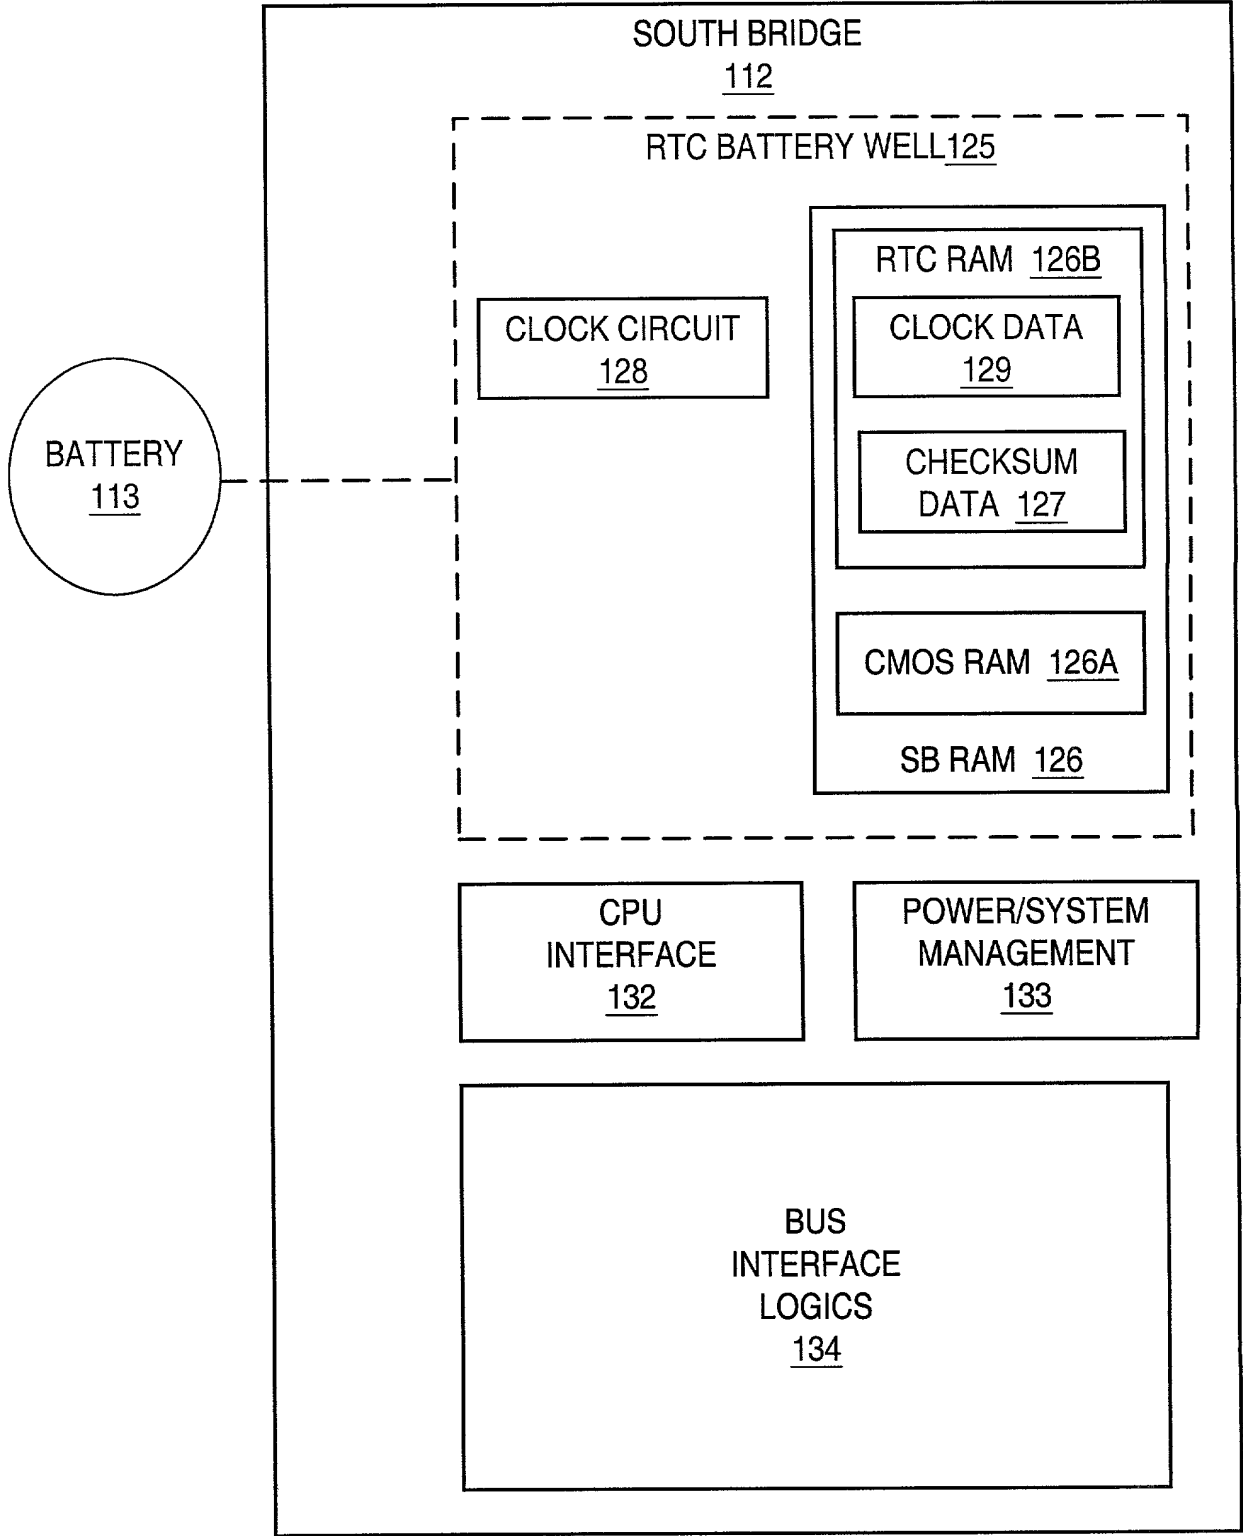 SOUTH BRIDGE
112
RTC BATTERY WELL125
RTC RAM 126B
CLOCK CIRCUIT
128
CLOCK DATA
129
BATTERY
113
CHECKSUM
DATA 127
CMOS RAM 126A
SB RAM 126
CPU
INTERFACE
132
POWER/SYSTEM
MANAGEMENT
133
BUS
INTERFACE
LOGICS
134